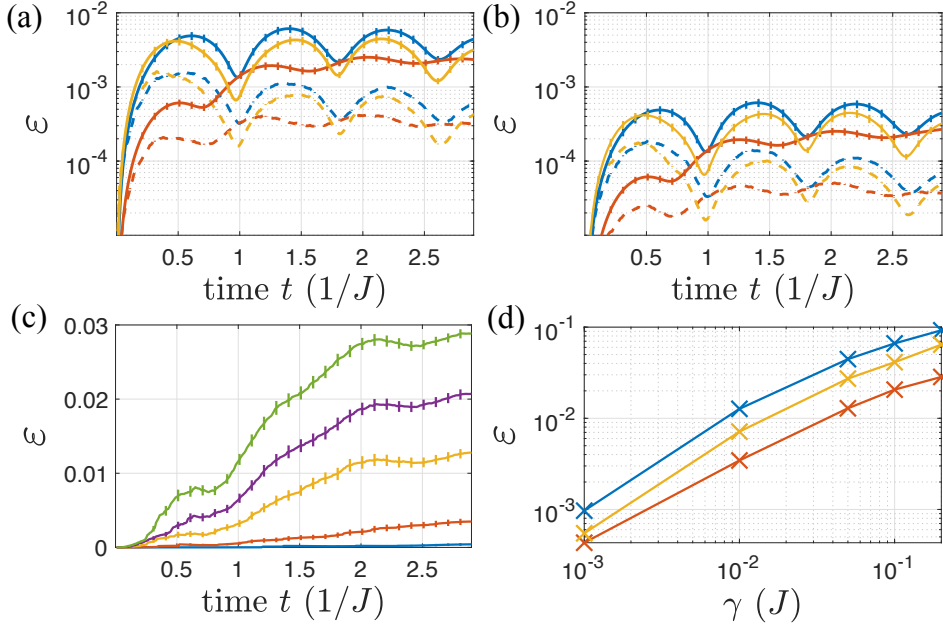 (a)
10^-2
10^-3
10^-4
ε
0.5 1 1.5 2 2.5
time t (1/J)
(b)
10^-2
10^-3
10^-4
ε
0.5 1 1.5 2 2.5
time t (1/J)
(c)
0.03
0.02
0.01
0
ε
0.5 1 1.5 2 2.5
time t (1/J)
(d)
10^-1
10^-2
10^-3
ε
10^-3 10^-2 10^-1
γ (J)